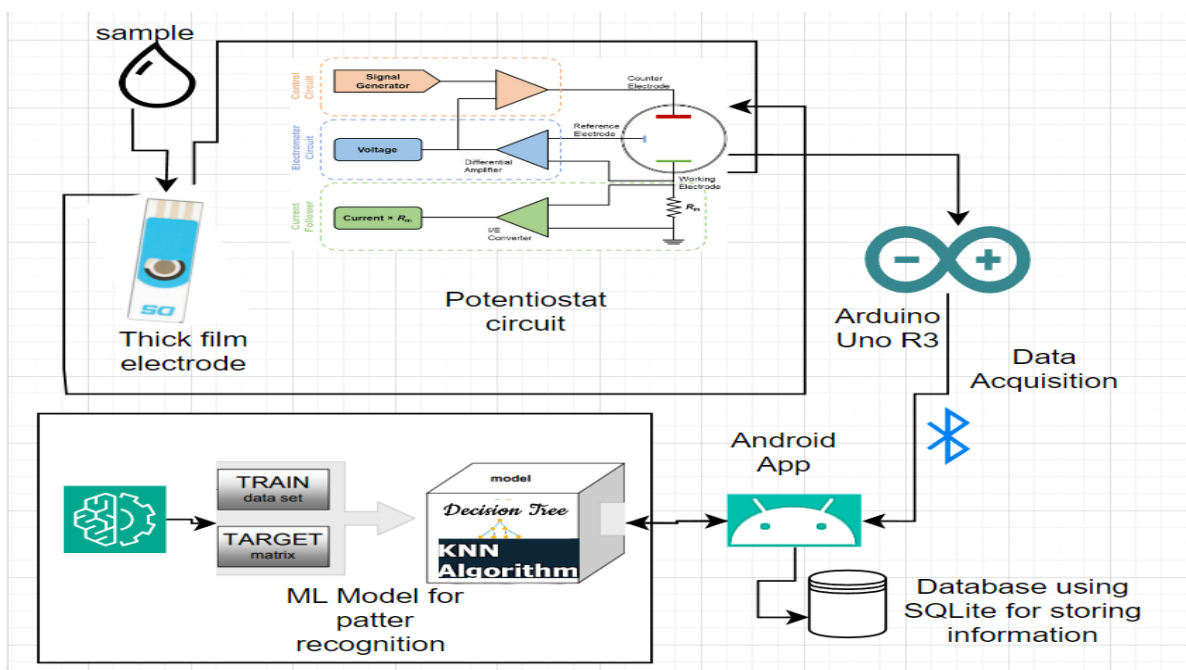 sample
Control
Circuit
Signal
Generator
Counter
Electrode
Electrometer
Circuit
Voltage
Differential
Amplifier
Reference
Electrode
Working
Electrode
Current
Follower
Current × Rm
I/E
Converter
Rm
DS
Thick film
electrode
Potentiostat
circuit
Arduino
Uno R3
Data
Acquisition
Android
App
TRAIN
data set
TARGET
matrix
model
Decision Tree
KNN
Algorithm
ML Model for
patter
recognition
Database using
SQLite for storing
information